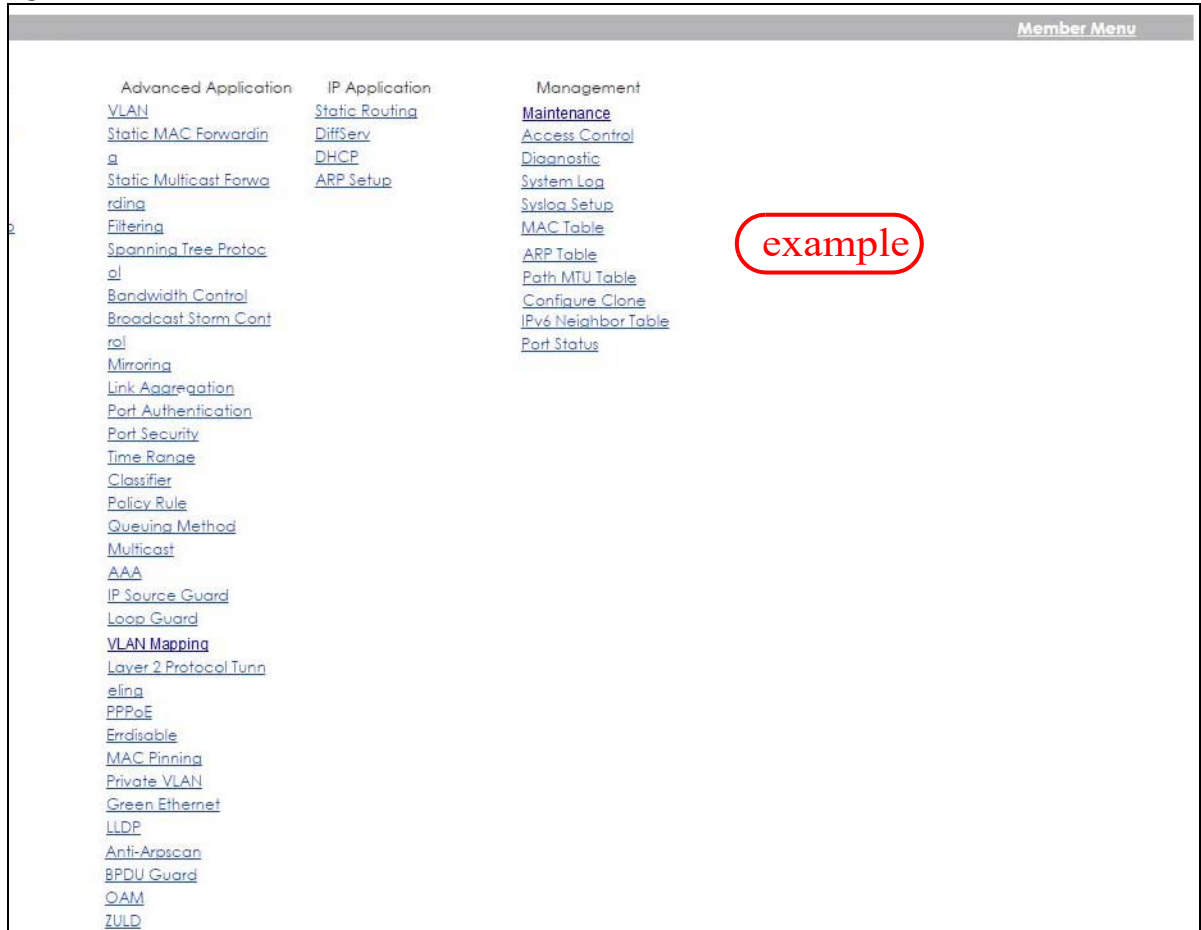 Member Menu
Advanced Application
VLAN
Static MAC Forwardin
g
Static Multicast Forwa
rding
Filtering
Spanning Tree Protoc
ol
Bandwidth Control
Broadcast Storm Cont
rol
Mirroring
Link Aggregation
Port Authentication
Port Security
Time Range
Classifier
Policy Rule
Queuing Method
Multicast
AAA
IP Source Guard
Loop Guard
VLAN Mapping
Layer 2 Protocol Tunn
eling
PPPoE
Errdisable
MAC Pinning
Private VLAN
Green Ethernet
LLDP
Anti-Arpscan
BPDU Guard
OAM
ZULD
IP Application
Static Routing
DiffServ
DHCP
ARP Setup
Management
Maintenance
Access Control
Diagnostic
System Log
Syslog Setup
MAC Table
ARP Table
Path MTU Table
Configure Clone
IPv6 Neighbor Table
Port Status
example